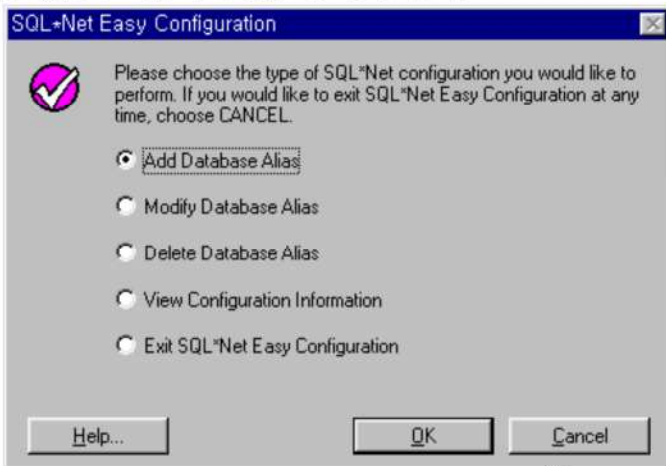 SQL*Net Easy Configuration
Please choose the type of SQL*Net configuration you would like to
perform. If you would like to exit SQL*Net Easy Configuration at any
time, choose CANCEL.
Add Database Alias
Modify Database Alias
Delete Database Alias
View Configuration Information
Exit SQL*Net Easy Configuration
Help...
OK
Cancel